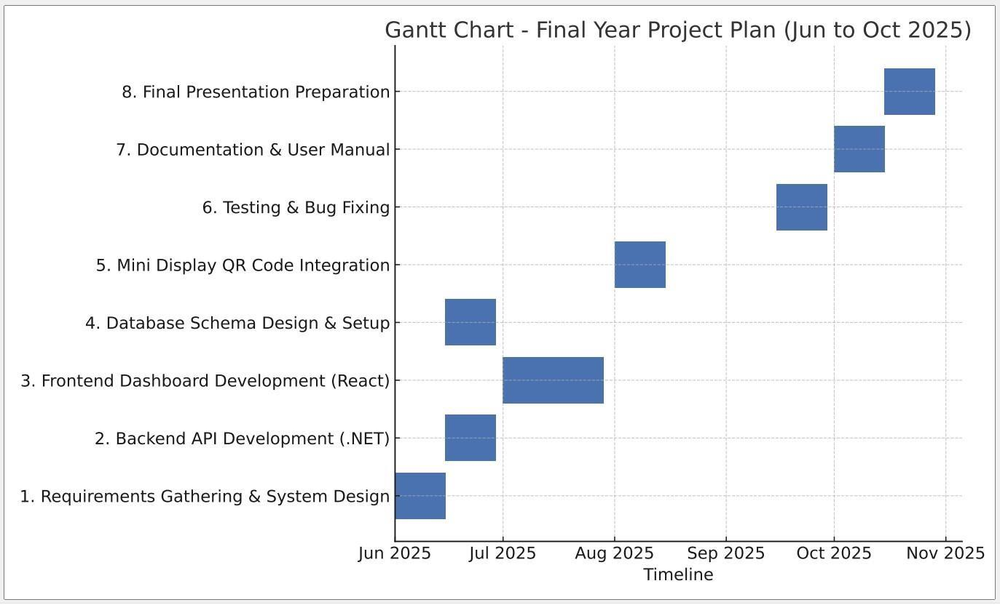 Gantt Chart - Final Year Project Plan (Jun to Oct 2025)
8. Final Presentation Preparation
7. Documentation & User Manual
6. Testing & Bug Fixing
5. Mini Display QR Code Integration
4. Database Schema Design & Setup
3. Frontend Dashboard Development (React)
2. Backend API Development (.NET)
1. Requirements Gathering & System Design
Jun 2025 Jul 2025 Aug 2025 Sep 2025 Oct 2025 Nov 2025
Timeline